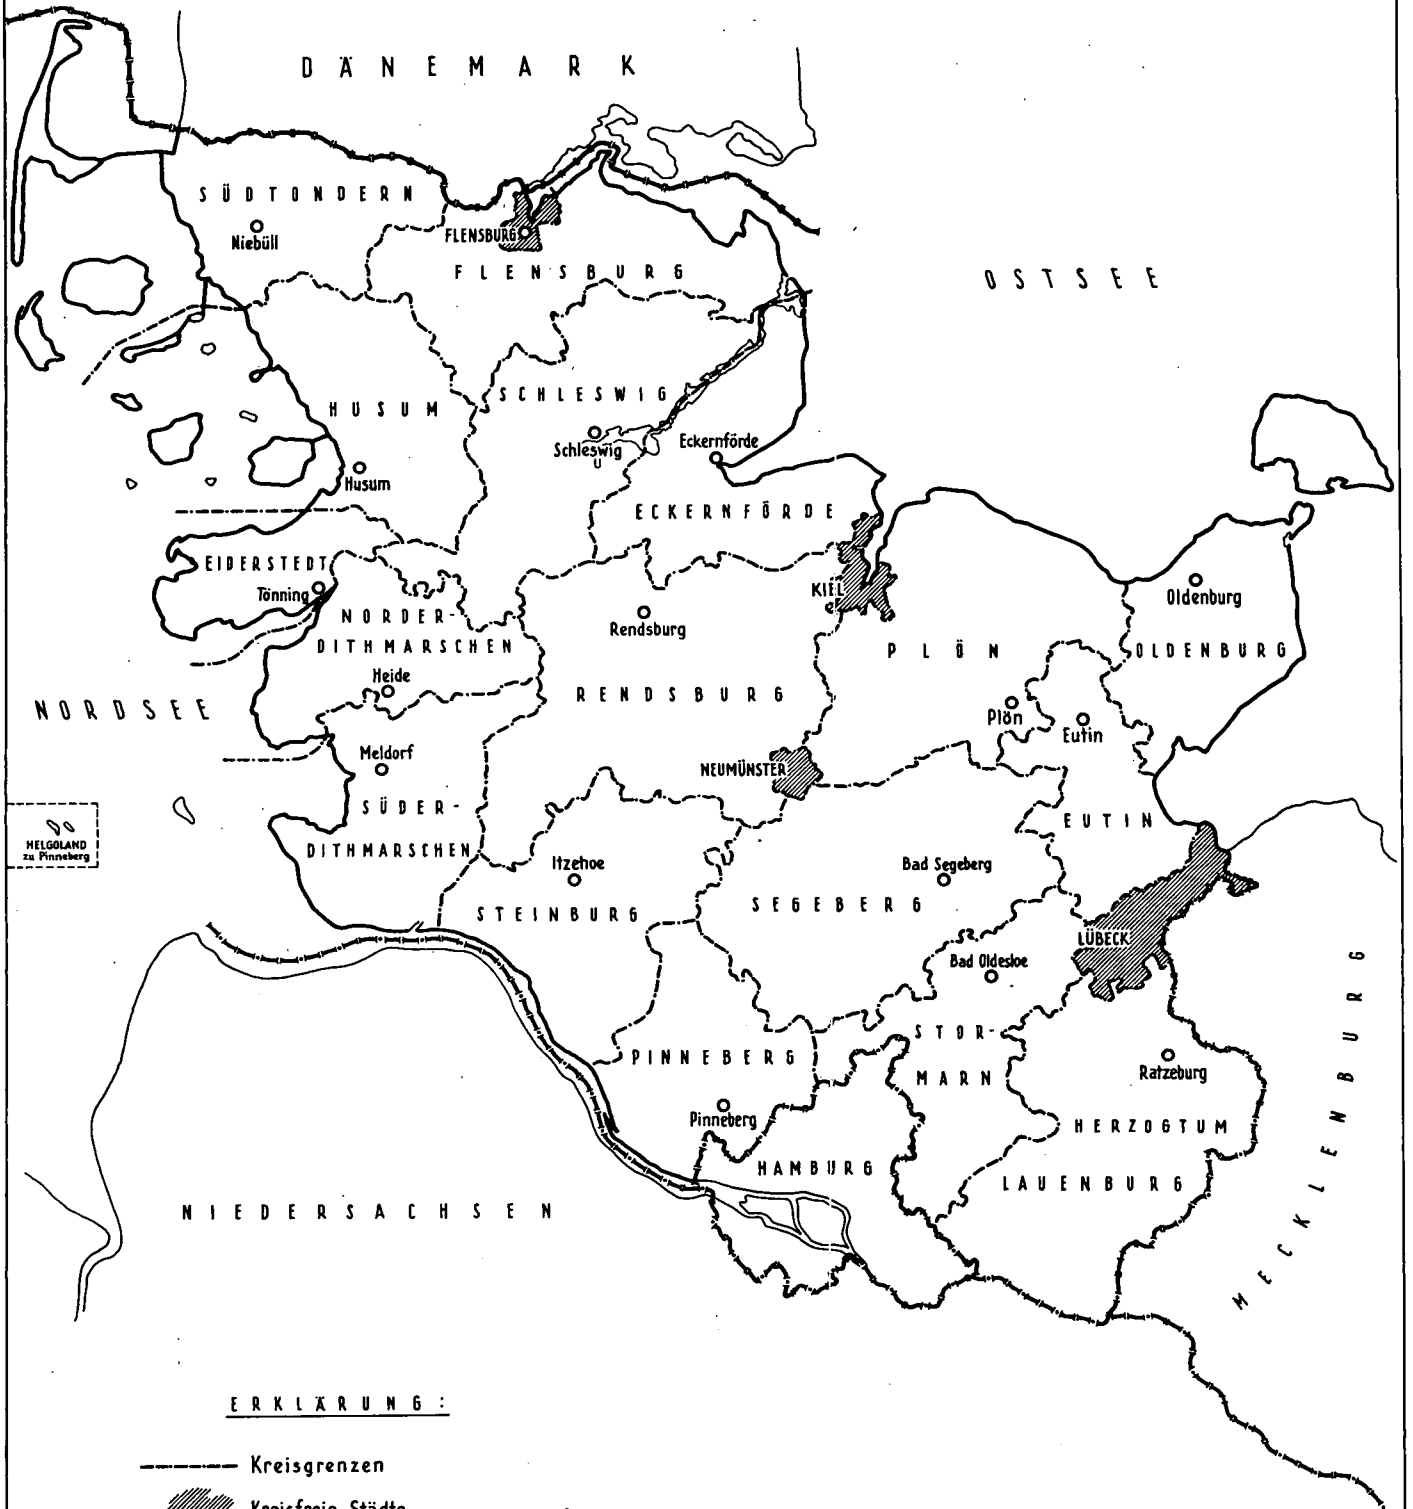 DÄNEMARK
SÜDTONDERN
Niebüll
FLENSBURG
FLENSBURG
OSTSEE
SCHLESWIG
HUSUM
Schleswig
Eckernförde
Husum
ECKERNFÖRDE
EIDERSTEDT
Tönning
KIEL
Oldenburg
NORDER-
DITHMARSCHEN
Rendsburg
PLÖN
OLDENBURG
Heide
RENDSBURG
NORDSEE
Plön
Eutin
Meldorf
NEUMÜNSTER
SÜDER-
DITHMARSCHEN
EUTIN
HELGOLAND
zu Pinneberg
Itzehoe
Bad Segeberg
STEINBURG
SEGEBERG
LÜBECK
Bad Oldesloe
STOR-
MARN
PINNEBERG
Ratzeburg
Pinneberg
HERZOGTUM
LAUENBURG
HAMBURG
MECKLENBURG
NIEDERSACHSEN
ERKLÄRUNG:
Kreisgrenzen
Kreisfreie Städte